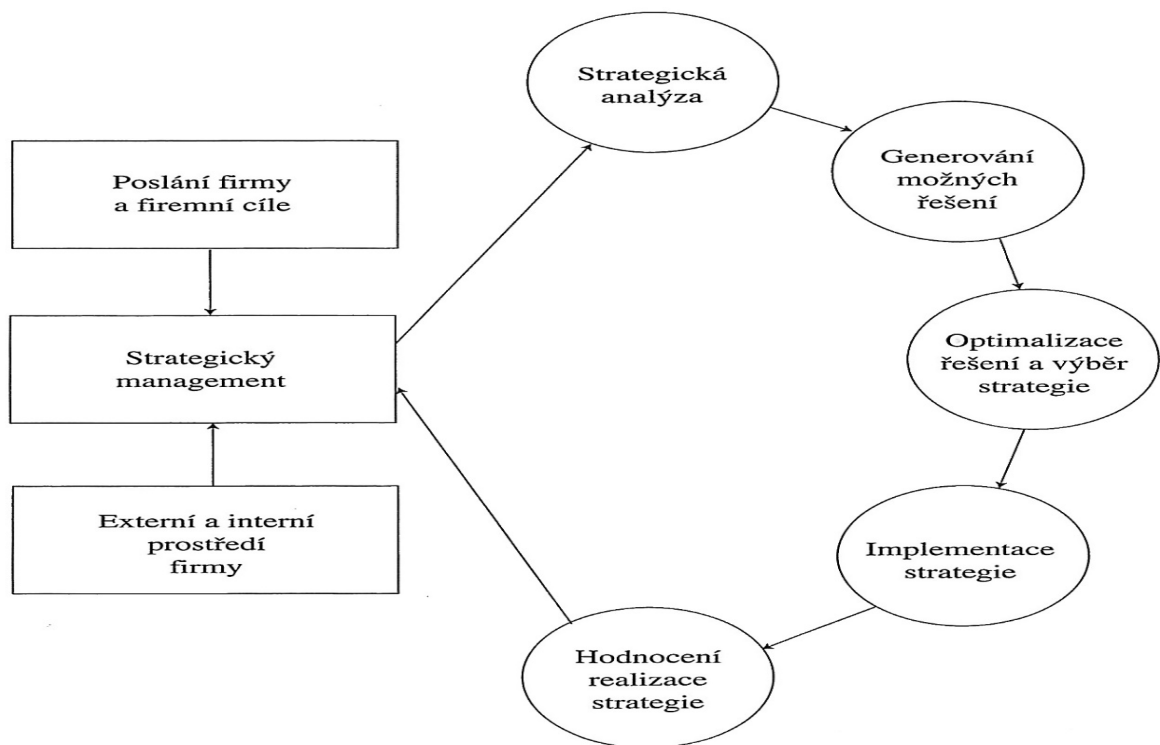 Strategická
analýza
Generování
možných
řešení
Poslání firmy
a firemní cíle
Strategický
management
Optimalizace
řešení a výběr
strategie
Externí a interní
prostředí
firmy
Implementace
strategie
Hodnocení
realizace
strategie